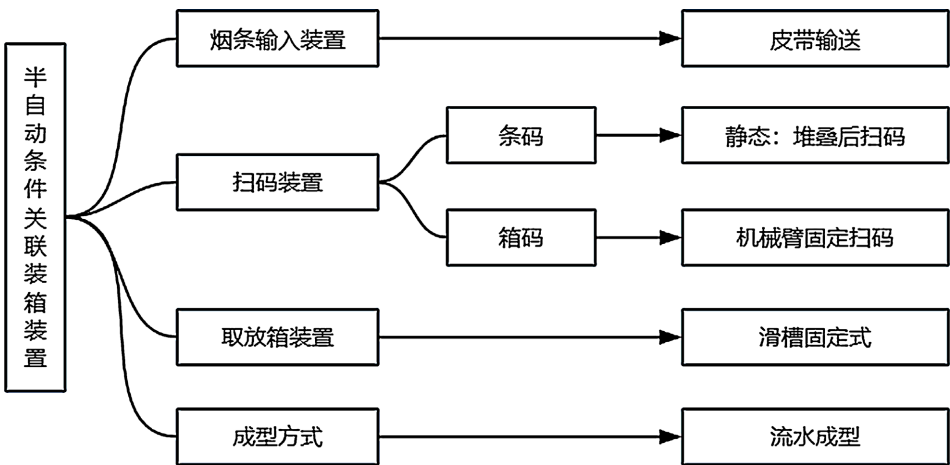 半自动条件关联装箱装置
烟条输入装置
皮带输送
扫码装置
条码
静态：堆叠后扫码
箱码
机械臂固定扫码
取放箱装置
滑槽固定式
成型方式
流水成型